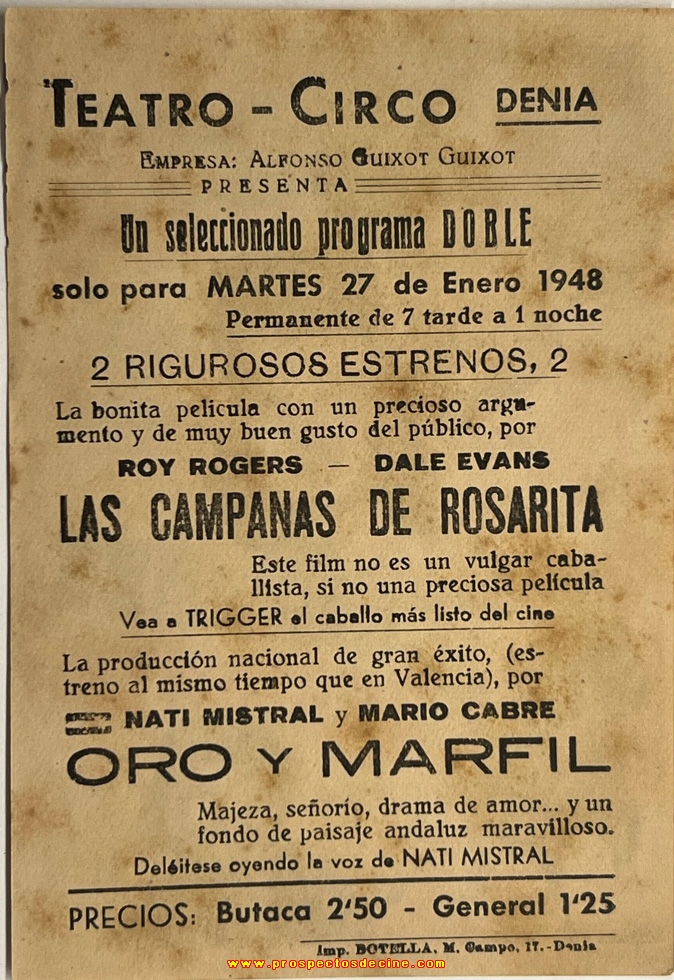 TEATRO - CIRCO DENIA
EMPRESA: ALFONSO GUIXOT GUIXOT
PRESENTA
Un seleccionado programa DOBLE
solo para MARTES 27 de Enero 1948
Permanente de 7 tarde a 1 noche
2 RIGUROSOS ESTRENOS, 2
La bonita película con un precioso argu-
mento y de muy buen gusto del público, por
ROY ROGERS — DALE EVANS
LAS CAMPANAS DE ROSARITA
Este film no es un vulgar caba-
llista, si no una preciosa película
Vea a TRIGGER el caballo más listo del cine
La producción nacional de gran éxito, (es-
treno al mismo tiempo que en Valencia), por
NATI MISTRAL y MARIO CABRE
ORO Y MARFIL
Majeza, señorío, drama de amor... y un
fondo de paisaje andaluz maravilloso.
Deléitese oyendo la voz de NATI MISTRAL
PRECIOS: Butaca 2'50 - General 1'25
Imp. BOTELLA, M. Campo, 17.-Denia
www.prospectosdecine.com